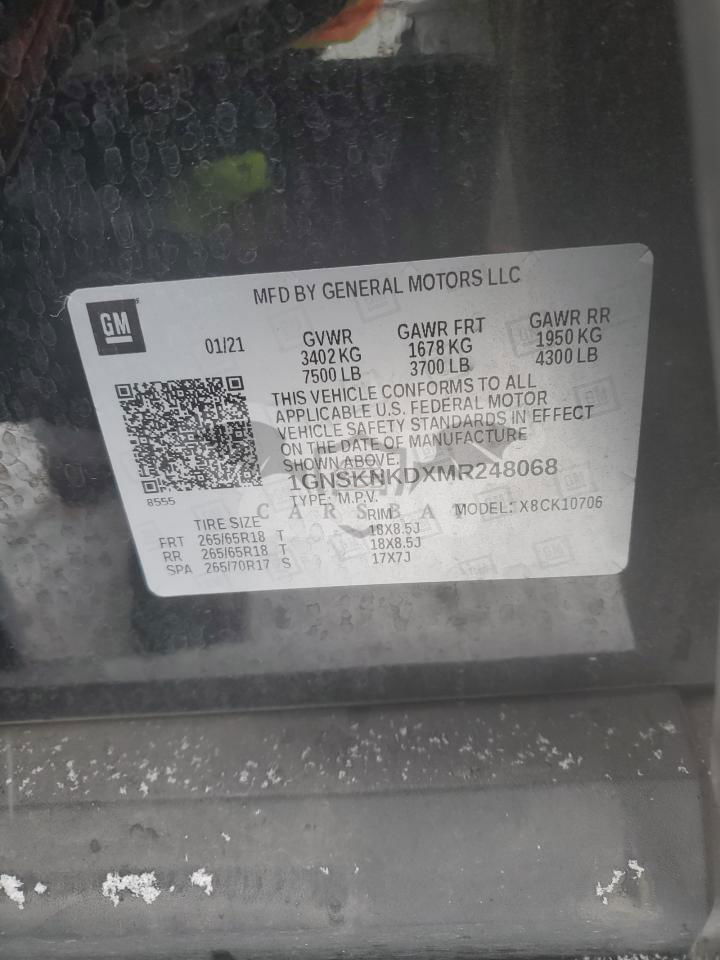 MFD BY GENERAL MOTORS LLC
GM
01/21
GVWR GAWR FRT GAWR RR
3402 KG 1678 KG 1950 KG
7500 LB 3700 LB 4300 LB
THIS VEHICLE CONFORMS TO ALL
APPLICABLE U.S. FEDERAL MOTOR
VEHICLE SAFETY STANDARDS IN EFFECT
ON THE DATE OF MANUFACTURE
SHOWN ABOVE.
1GNSKNKDXMR248068
8555
TYPE: M.P.V. MODEL: X8CK10706
CARSBAT
TIRE SIZE RIM
FRT 265/65R18 T 18X8.5J
RR 265/65R18 T 18X8.5J
SPA 265/70R17 S 17X7J